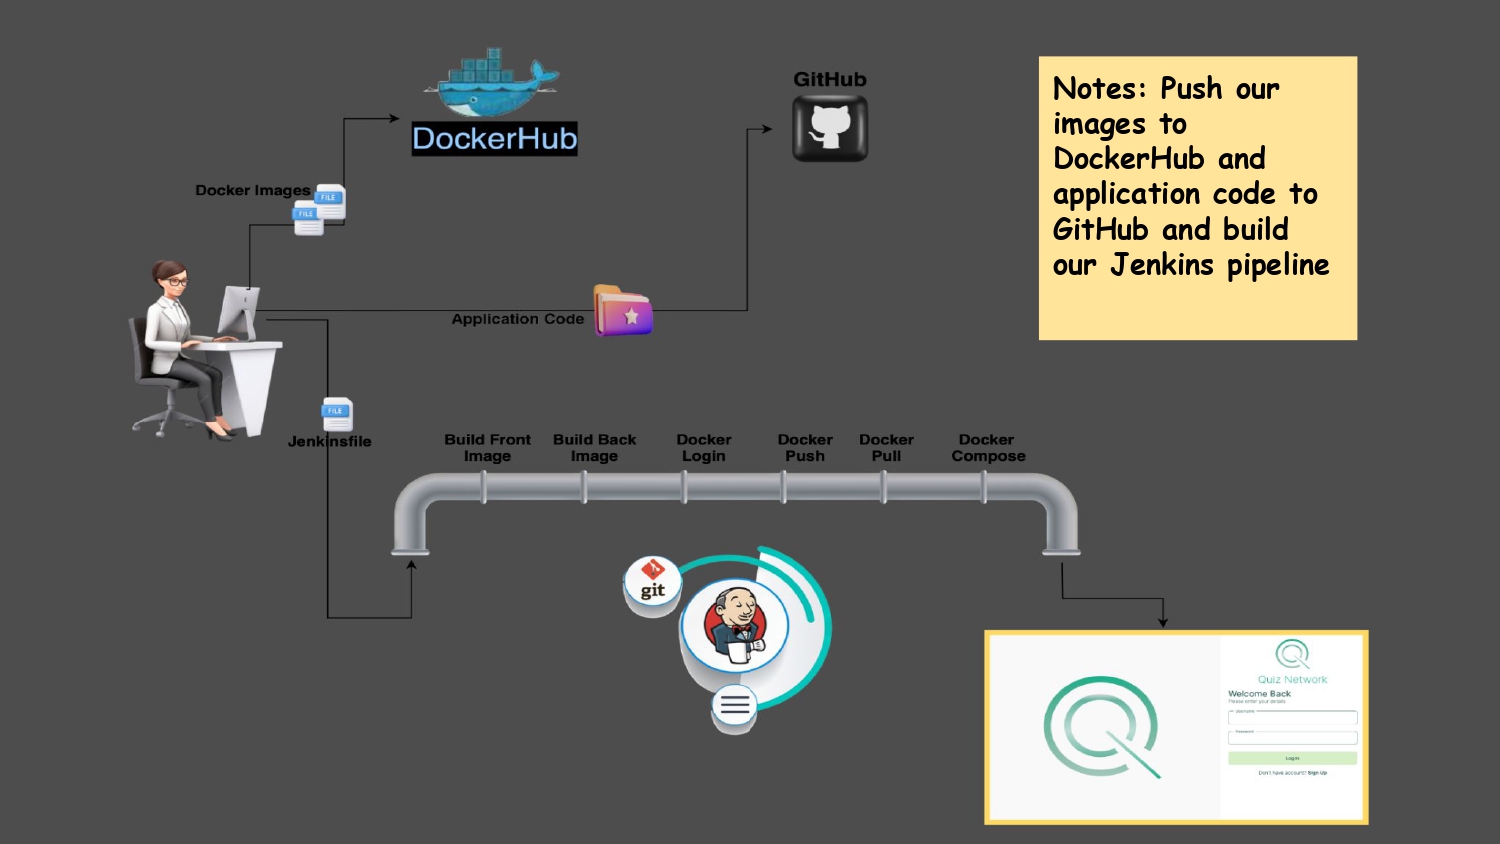 DockerHub
GitHub
Notes: Push our
images to
DockerHub and
application code to
GitHub and build
our Jenkins pipeline
Docker Images
FILE
FILE
Application Code
FILE
Jenkinsfile
Build Front
Image
Build Back
Image
Docker
Login
Docker
Push
Docker
Pull
Docker
Compose
git
Quiz Network
Welcome Back
Please enter your details
Username
Password
Login
Don't have account? Sign Up